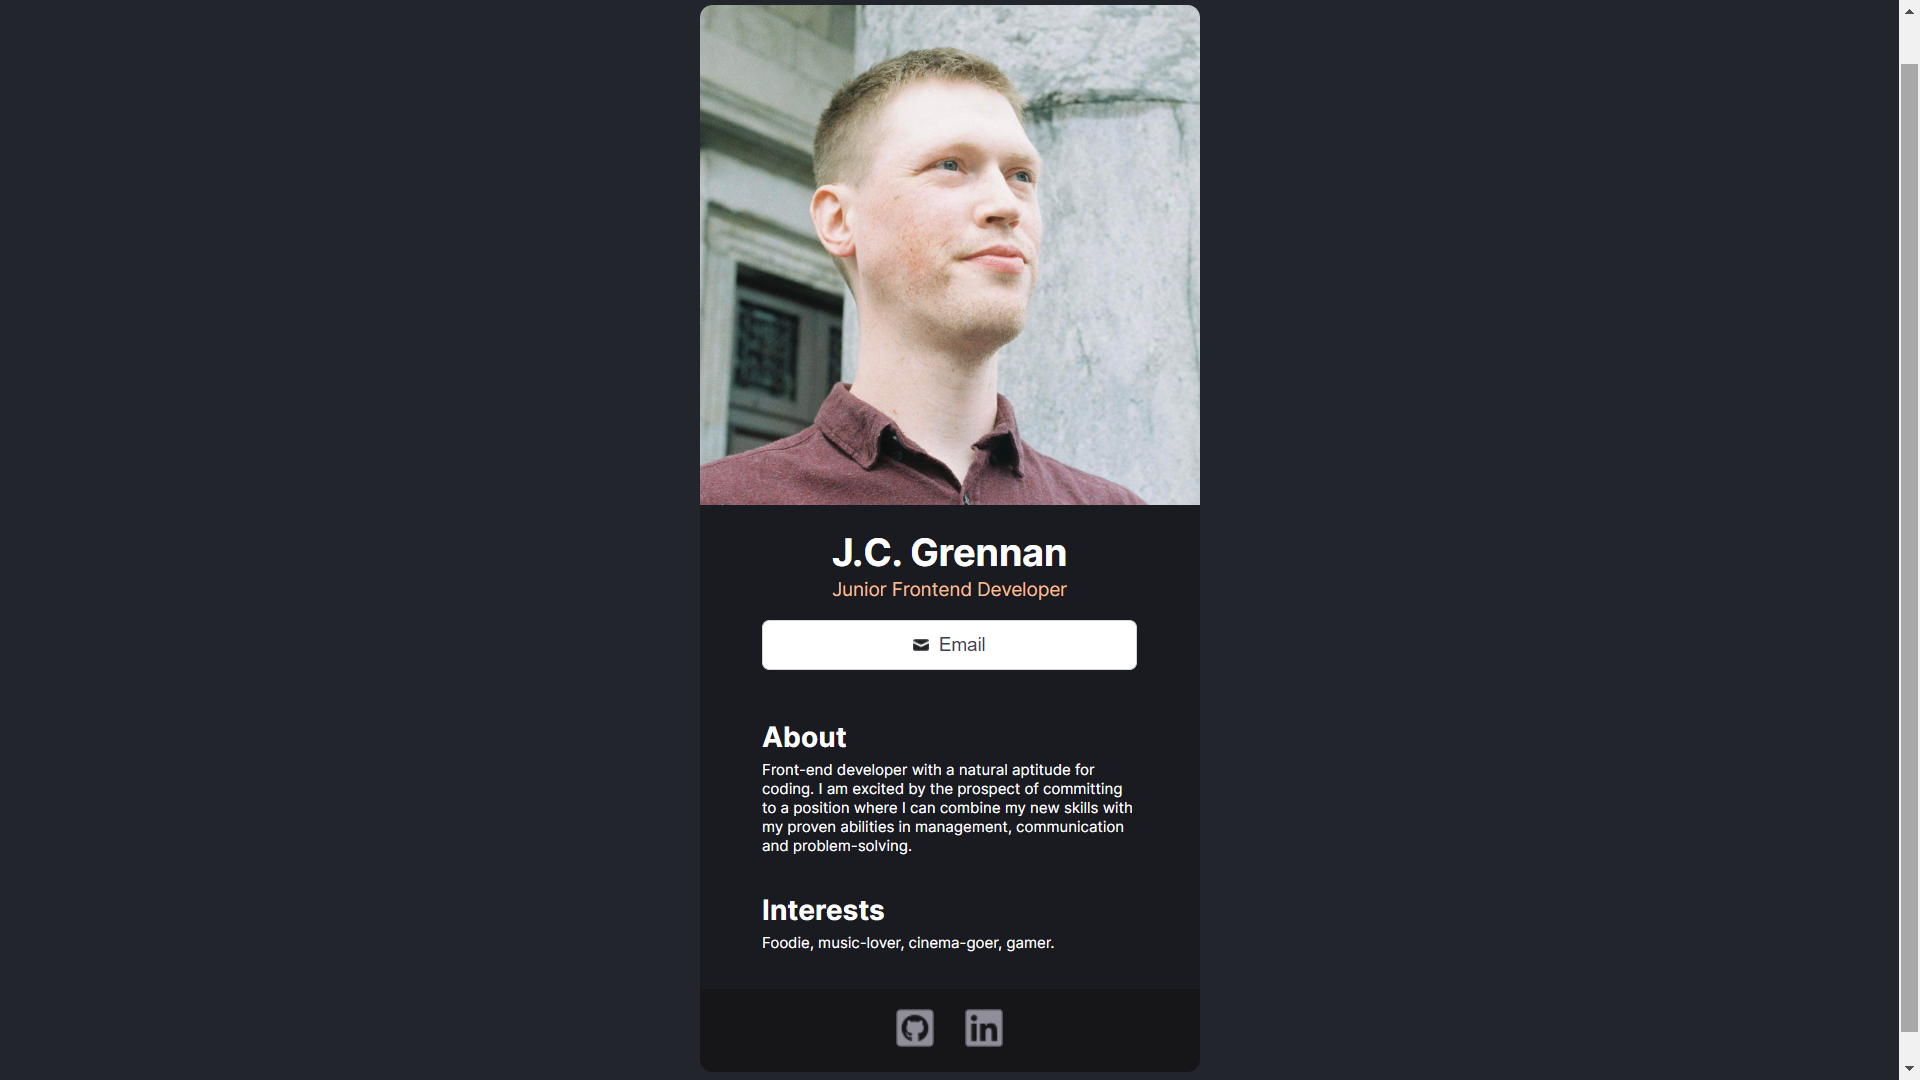 J.C. Grennan
Junior Frontend Developer
Email
About
Front-end developer with a natural aptitude for
coding. I am excited by the prospect of committing
to a position where I can combine my new skills with
my proven abilities in management, communication
and problem-solving.
Interests
Foodie, music-lover, cinema-goer, gamer.
in